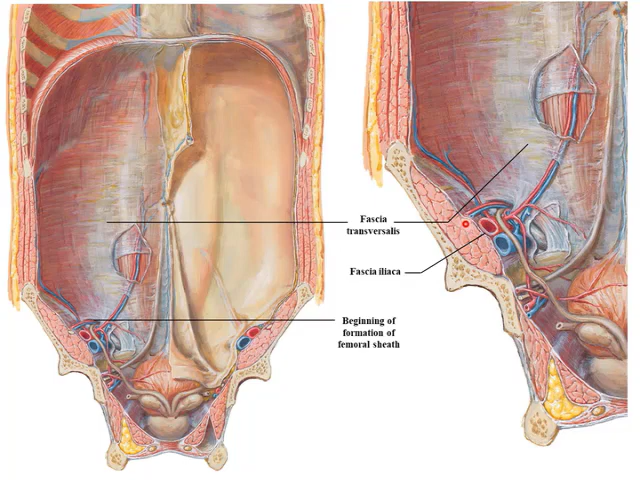 Fascia
transversalis
Fascia iliaca
Beginning of
formation of
femoral sheath